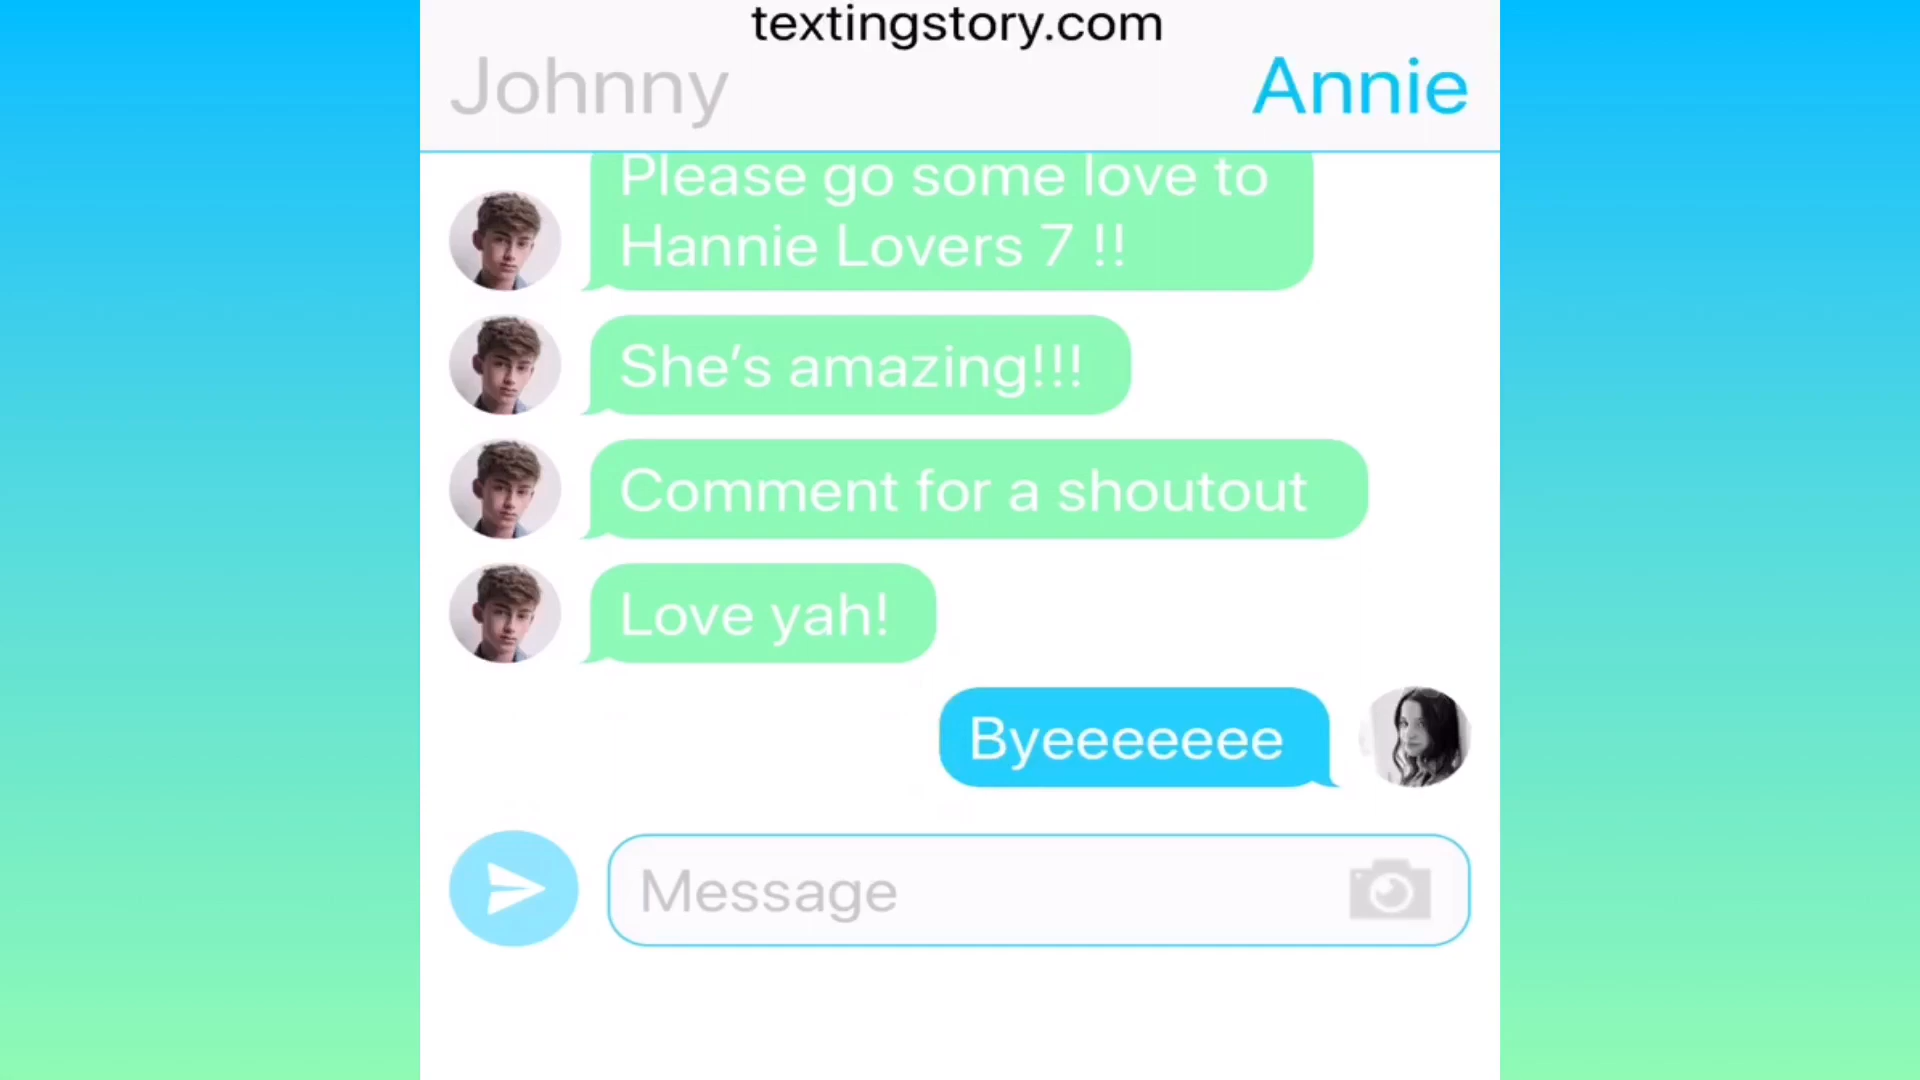 textingstory.com
Johnny
Annie
Please go some love to
Hannie Lovers 7 !!
She's amazing!!!
Comment for a shoutout
Love yah!
Byeeeeeee
Message